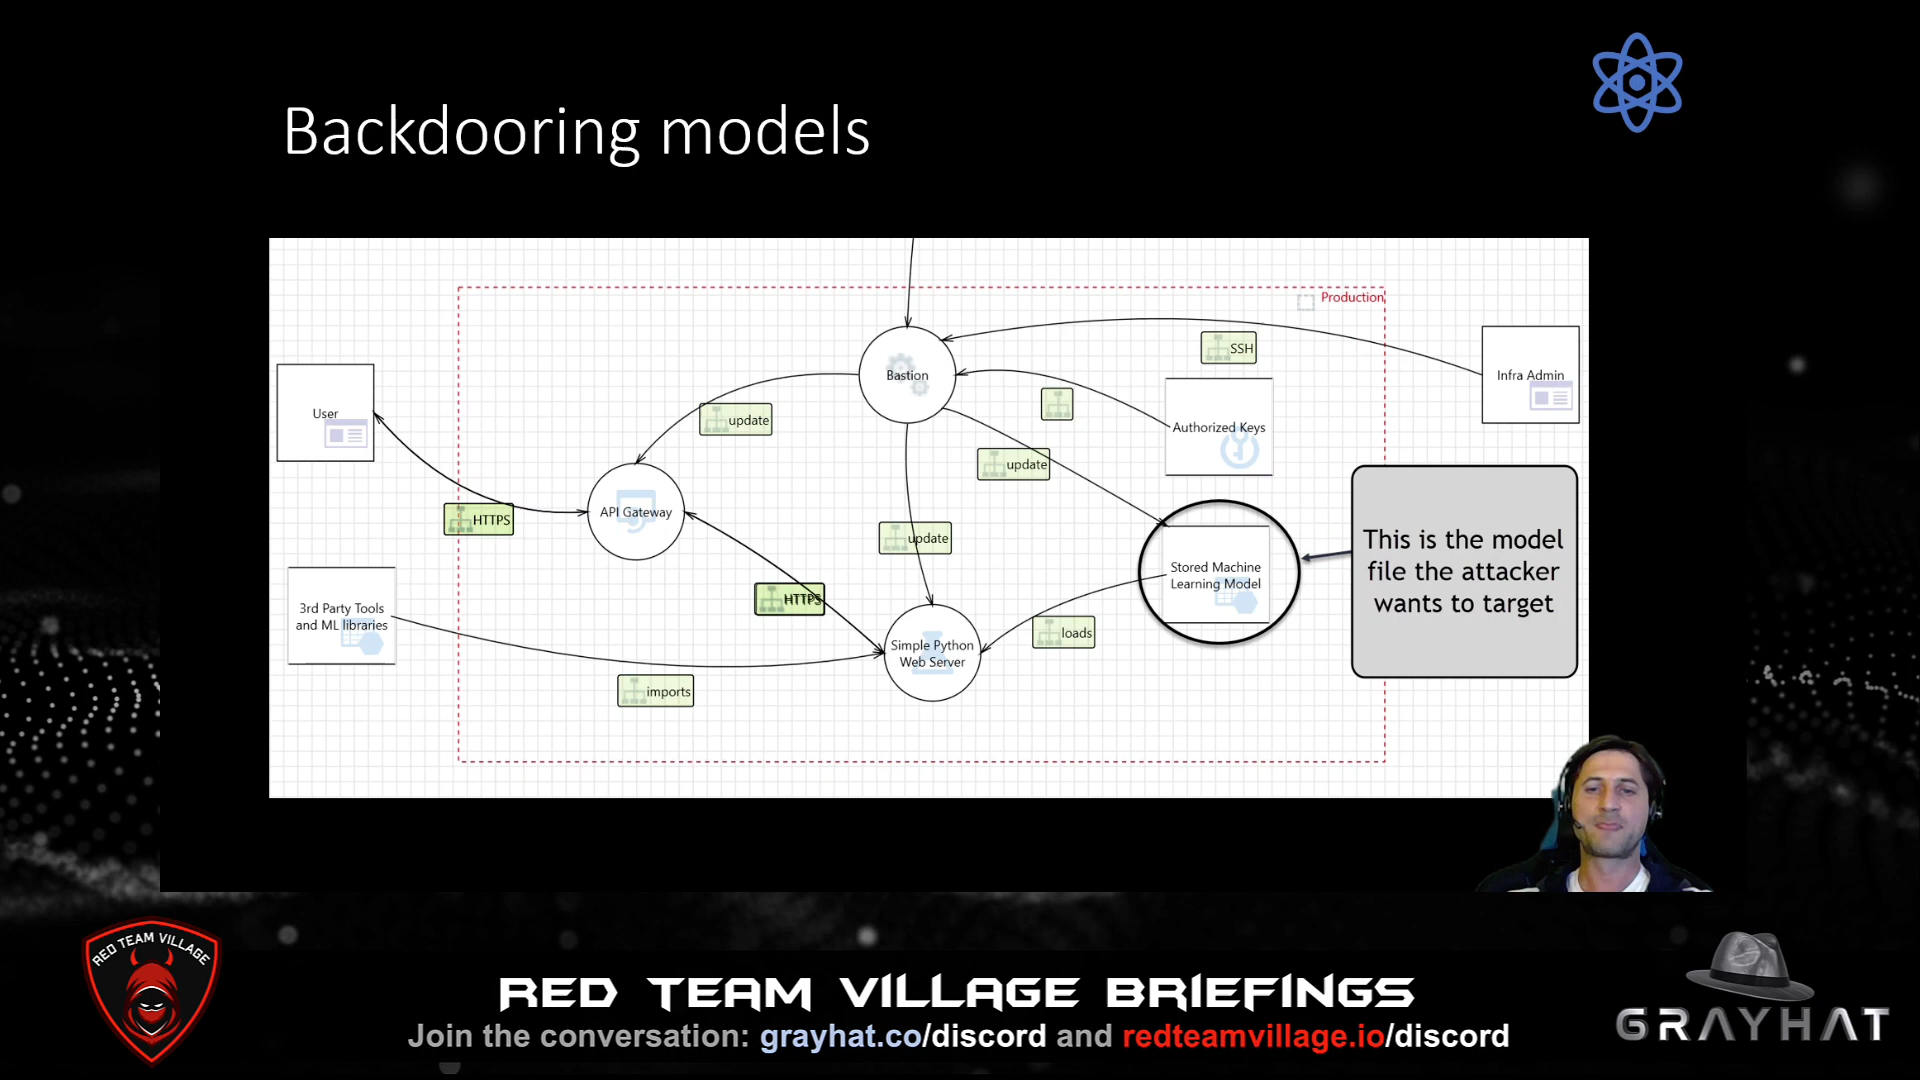 Backdooring models
Production
SSH
Bastion
Infra Admin
User
update
Authorized Keys
update
HTTPS
API Gateway
update
This is the model
file the attacker
wants to target
Stored Machine
Learning Model
HTTPS
3rd Party Tools
and ML libraries
loads
Simple Python
Web Server
imports
RED TEAM VILLAGE
RED TEAM VILLAGE BRIEFINGS
Join the conversation: grayhat.co/discord and redteamvillage.io/discord
GRAYHAT